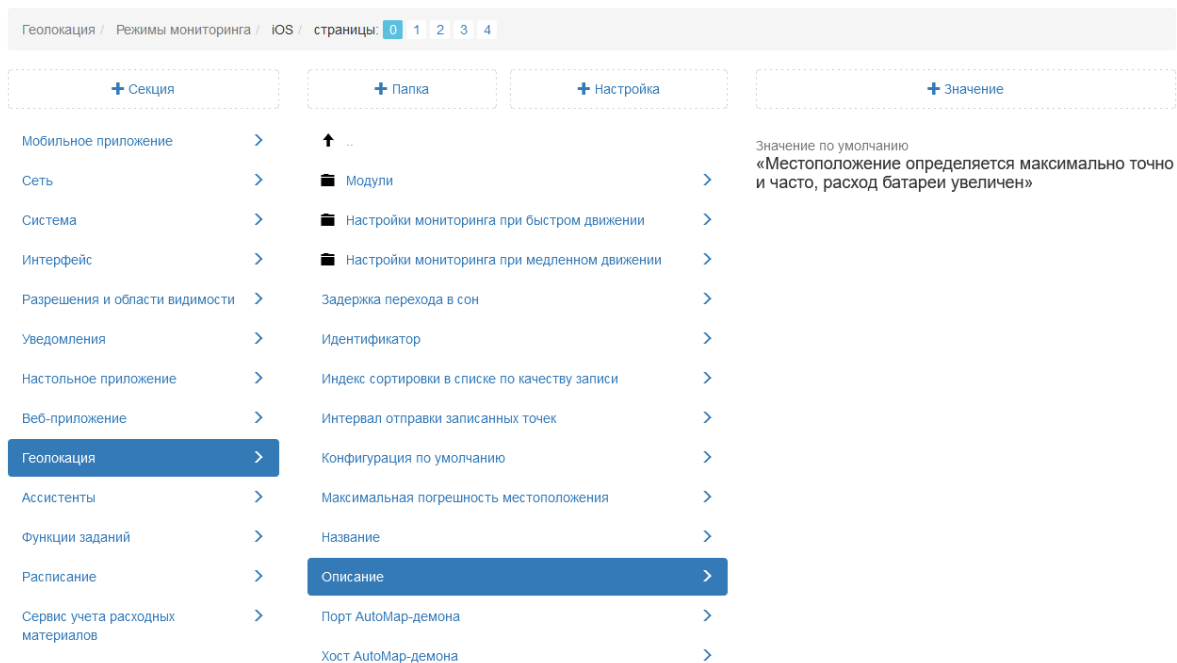 Геолокация / Режимы мониторинга / iOS / страницы: 0 1 2 3 4
+ Секция
Мобильное приложение
Сеть
Система
Интерфейс
Разрешения и области видимости
Уведомления
Настольное приложение
Веб-приложение
Геолокация
Ассистенты
Функции заданий
Расписание
Сервис учета расходных
материалов
+ Папка
+ Настройка
..
Модули
Настройки мониторинга при быстром движении
Настройки мониторинга при медленном движении
Задержка перехода в сон
Идентификатор
Индекс сортировки в списке по качеству записи
Интервал отправки записанных точек
Конфигурация по умолчанию
Максимальная погрешность местоположения
Название
Описание
Порт AutoMap-демона
Хост AutoMap-демона
+ Значение
Значение по умолчанию
«Местоположение определяется максимально точно
и часто, расход батареи увеличен»